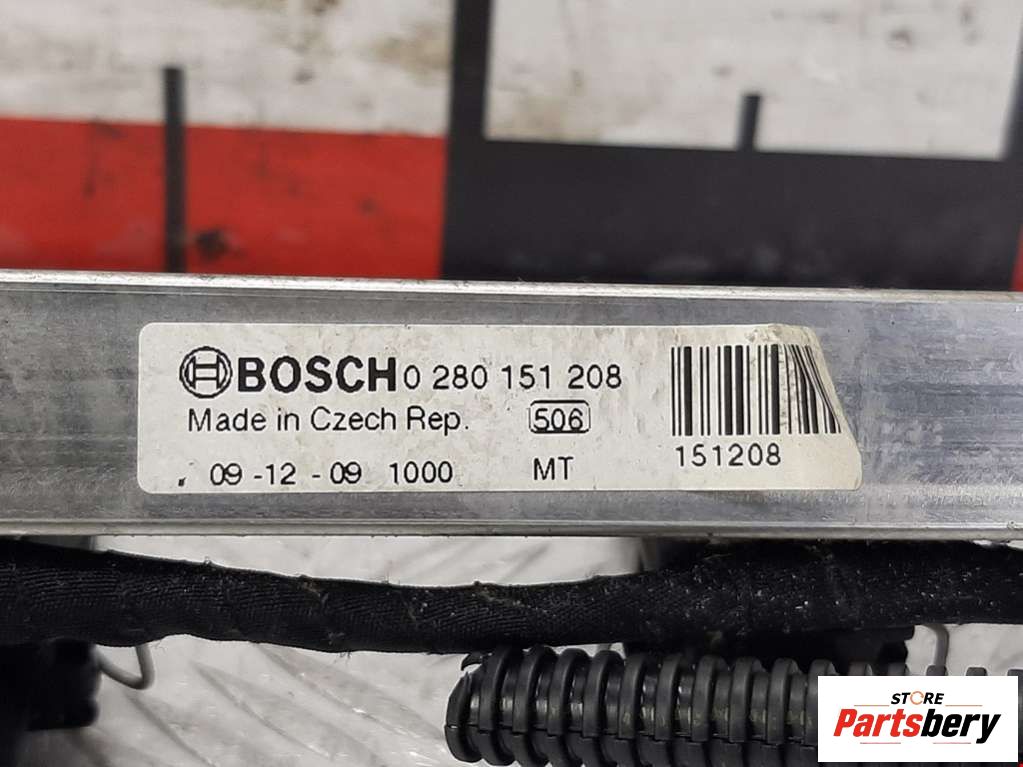 BOSCH 0 280 151 208
Made in Czech Rep. 506
. 09 -12 - 09 1000 MT
151208
STORE
Partsbery